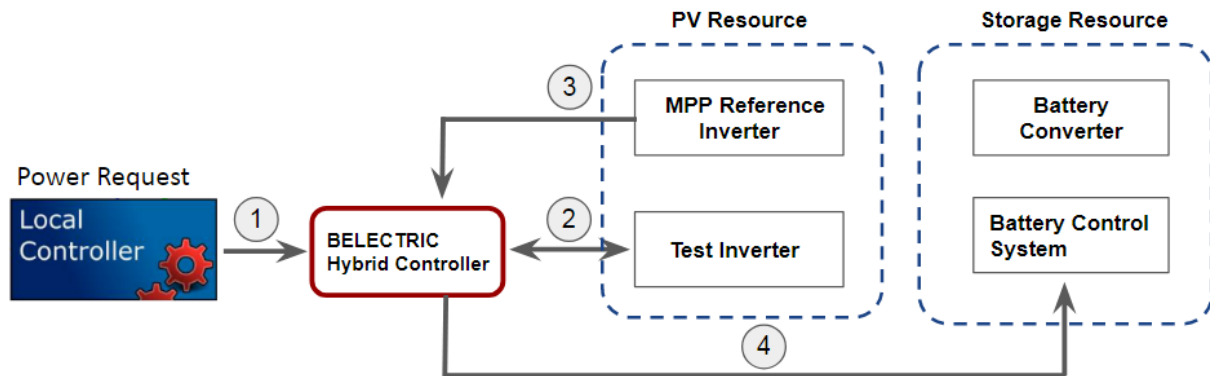 PV Resource
Storage Resource
3
MPP Reference
Inverter
Battery
Converter
Power Request
Local
Controller
1
BELECTRIC
Hybrid Controller
2
Test Inverter
Battery Control
System
4